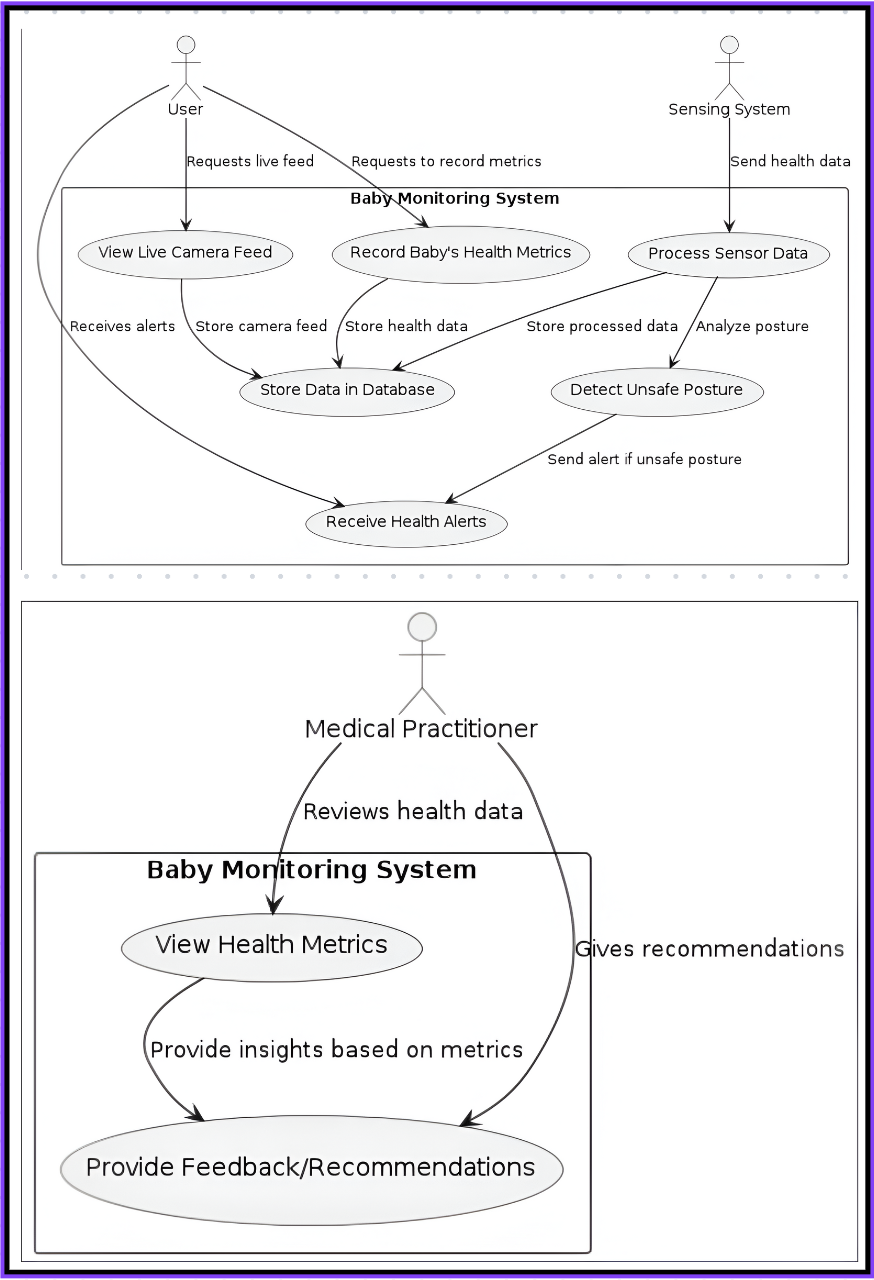 User
Sensing System
Requests live feed
Requests to record metrics
Send health data
Baby Monitoring System
View Live Camera Feed
Record Baby's Health Metrics
Process Sensor Data
Receives alerts
Store camera feed
Store health data
Store processed data
Analyze posture
Store Data in Database
Detect Unsafe Posture
Send alert if unsafe posture
Receive Health Alerts
Medical Practitioner
Reviews health data
Baby Monitoring System
View Health Metrics
Gives recommendations
Provide insights based on metrics
Provide Feedback/Recommendations